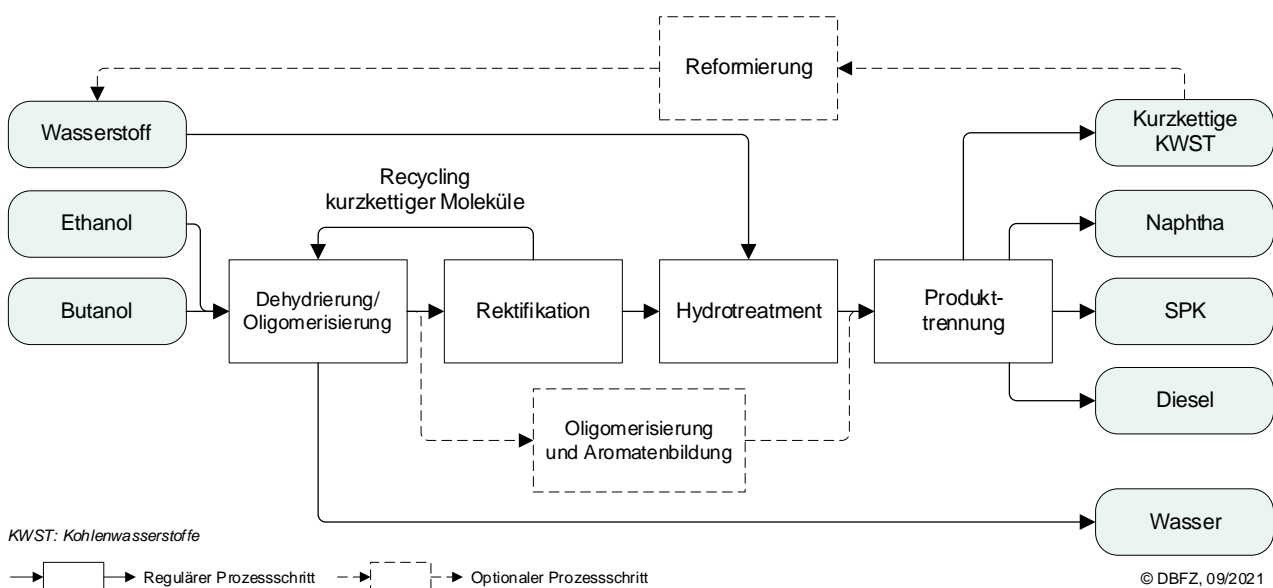 Reformierung
Wasserstoff
Kurzkettige
KWST
Recycling
kurzkettiger Moleküle
Ethanol
Naphtha
Butanol
Dehydrierung/
Oligomerisierung
Rektifikation
Hydrotreatment
Produkt-
trennung
SPK
Diesel
Oligomerisierung
und Aromatenbildung
Wasser
KWST: Kohlenwasserstoffe
Regulärer Prozessschritt
Optionaler Prozessschritt
© DBFZ, 09/2021